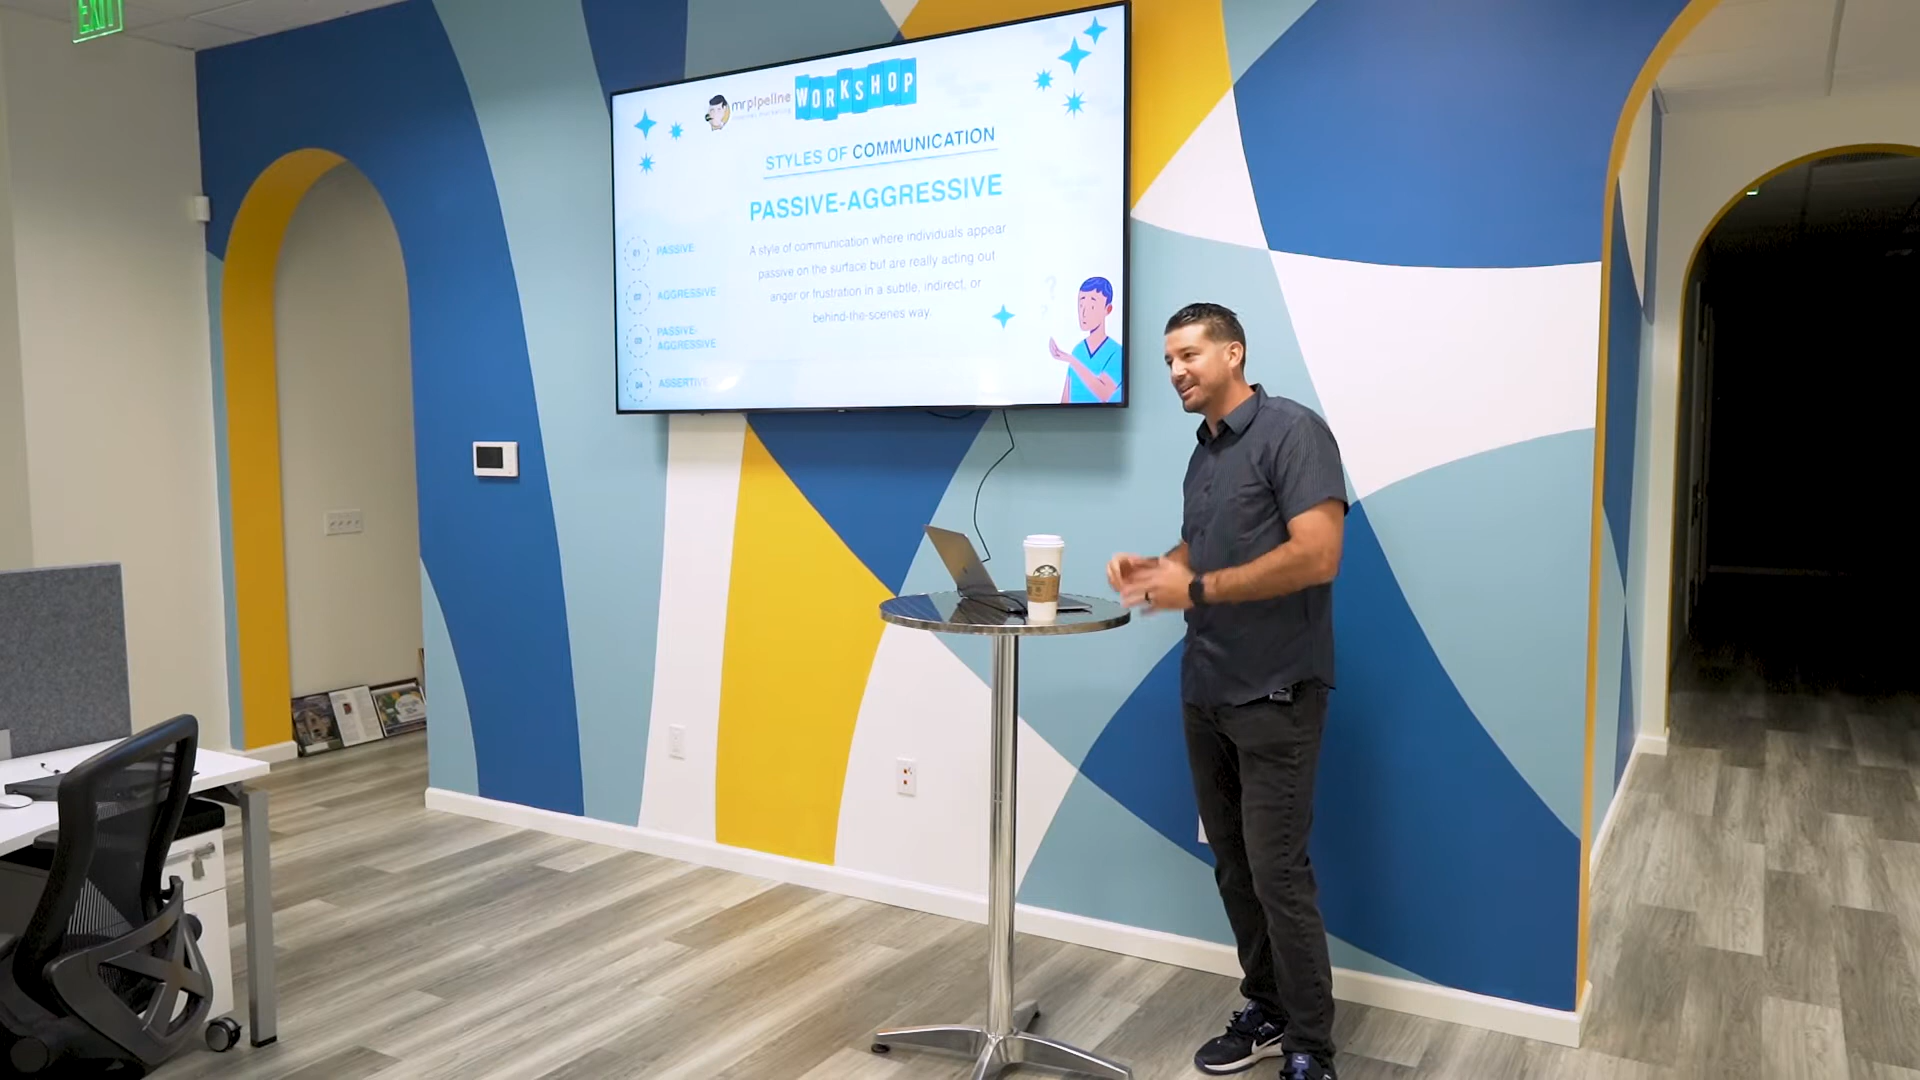 EXIT
mrpipeline
WORKSHOP
STYLES OF COMMUNICATION
PASSIVE-AGGRESSIVE
A style of communication where individuals appear
passive on the surface but are really acting out
anger or frustration in a subtle, indirect, or
behind-the-scenes way.
01 PASSIVE
02 AGGRESSIVE
03 PASSIVE-
AGGRESSIVE
04 ASSERTIVE